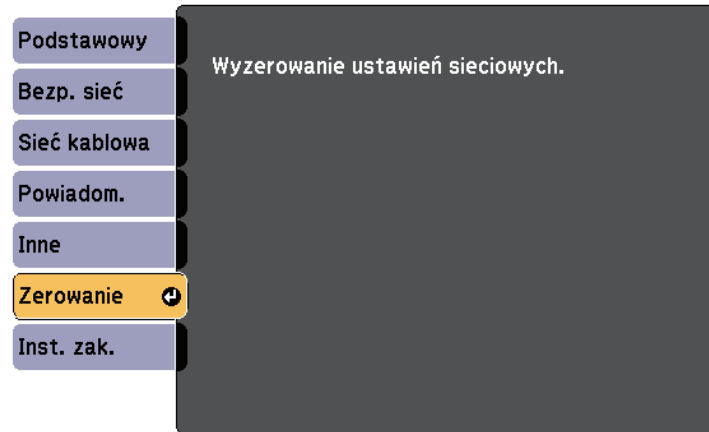 Podstawowy
Bezp. sieć
Sieć kablowa
Powiadom.
Inne
Zerowanie
Inst. zak.
Wyzerowanie ustawień sieciowych.